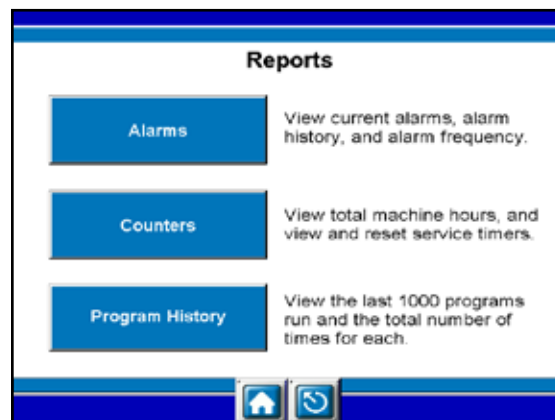 Reports
Alarms
View current alarms, alarm
history, and alarm frequency.
Counters
View total machine hours, and
view and reset service timers.
Program History
View the last 1000 programs
run and the total number of
times for each.